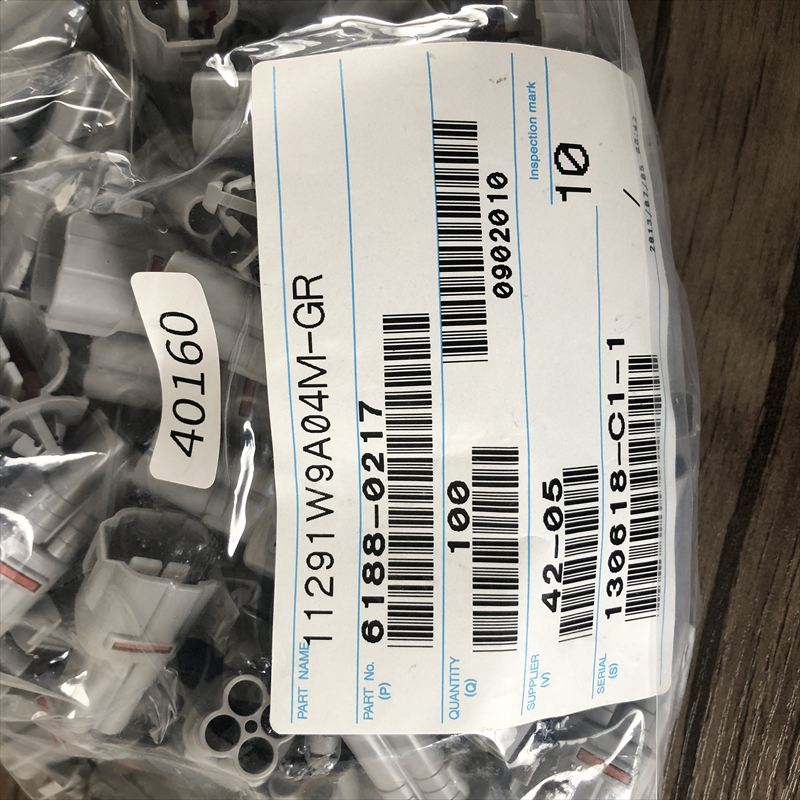 PART NAME
11291W9A04M-GR
PART No.
(P)
6188-0217
QUANTITY
(Q)
100
0902010
SUPPLIER
(V)
42-05
Inspection mark
10
SERIAL
(S)
130618-C1-1
40160